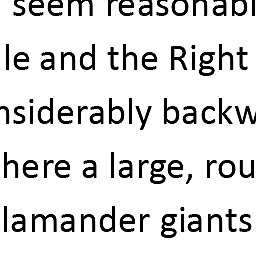 seem reasonabl
le and the Right
nsiderably backw
here a large, rou
lamander giants